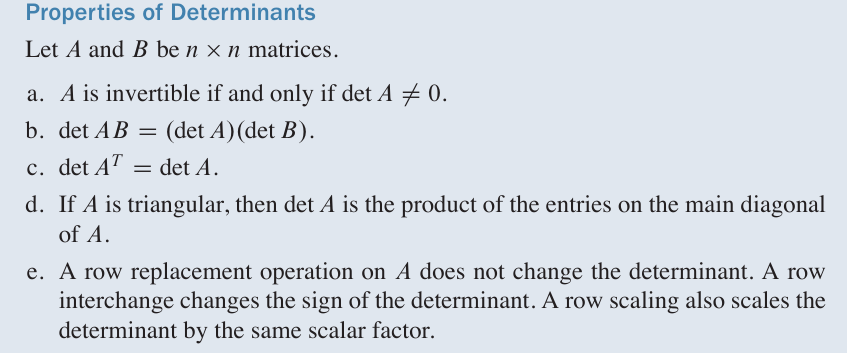 Properties of Determinants
Let A and B be n × n matrices.
a. A is invertible if and only if det A ≠ 0.
b. det AB = (det A)(det B).
c. det Aᵀ = det A.
d. If A is triangular, then det A is the product of the entries on the main diagonal
of A.
e. A row replacement operation on A does not change the determinant. A row
interchange changes the sign of the determinant. A row scaling also scales the
determinant by the same scalar factor.